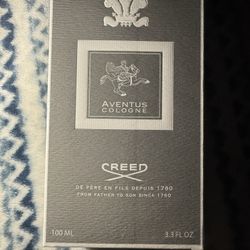 AVENTUS
COLOGNE
CREED
DE PÈRE EN FILS DEPUIS 1760
FROM FATHER TO SON SINCE 1760
100 ML 3.3 FL OZ